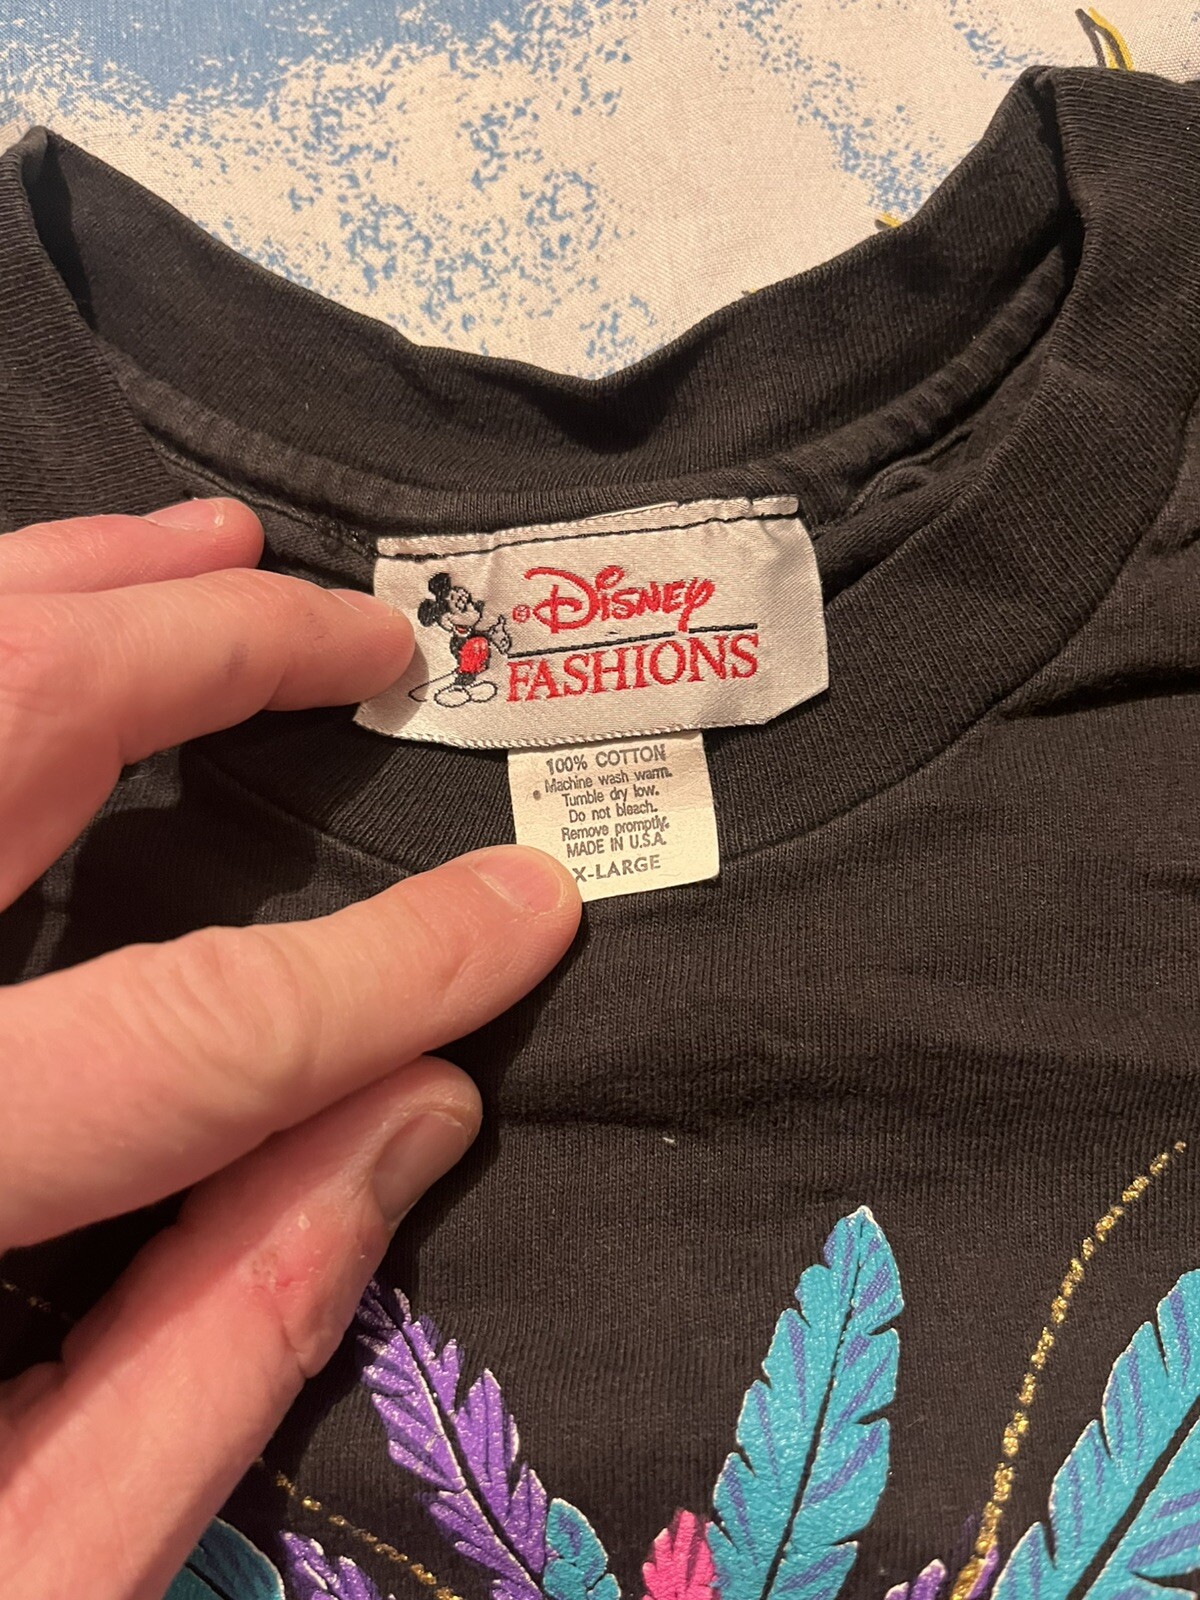 © Disney
FASHIONS
100% COTTON
Machine wash warm.
Tumble dry low.
Do not bleach.
Remove promptly.
MADE IN U.S.A.
X-LARGE